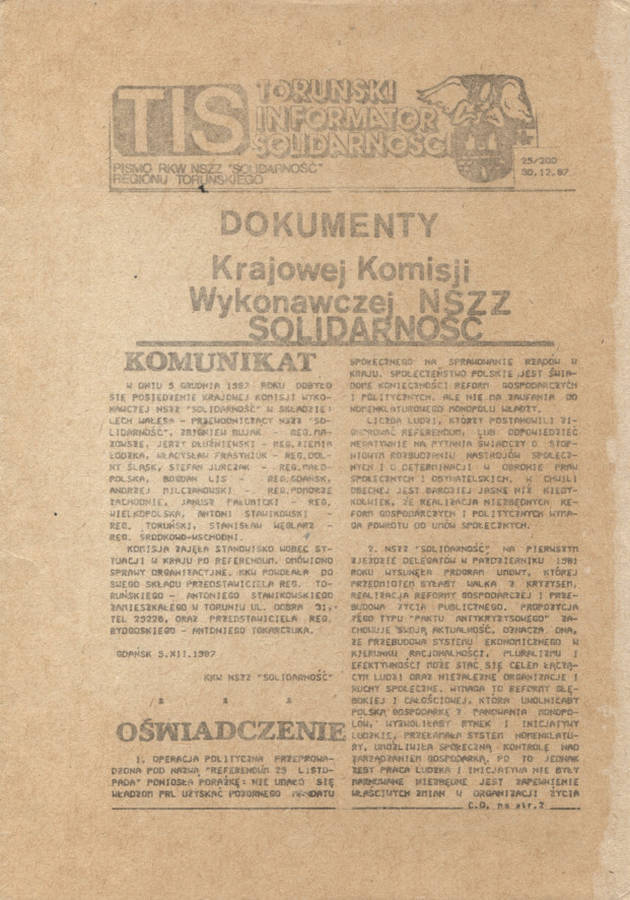 TIS
TORUŃSKI
INFORMATOR
SOLIDARNOŚĆ
PISMO RKW NSZZ "SOLIDARNOŚĆ"
REGIONU TORUŃSKIEGO
25/200
30.12.87
DOKUMENTY
Krajowej Komisji
Wykonawczej NSZZ
SOLIDARNOŚĆ
KOMUNIKAT
W DNIU 5 GRUDNIA 1987 ROKU ODBYŁO
SIĘ POSIEDZENIE KRAJOWEJ KOMISJI WYKO-
NAWCZEJ NSZZ "SOLIDARNOŚĆ" W SKŁADZIE:
LECH WAŁĘSA - PRZEWODNICZĄCY NSZZ "SO-
LIDARNOŚĆ", ZBIGNIEW BUJAK - REG.MA-
ZOWSZE, JERZY DŁUŻNIEWSKI - REG.ZIEMIA
ŁÓDZKA, WŁADYSŁAW FRASYNIUK - REG.DOL-
NY ŚLĄSK, STEFAN JURCZAK - REG.MAŁO-
POLSKA, BOGDAN LIS - REG.GDAŃSK,
ANDRZEJ MILCZANOWSKI - REG.POMORZE
ZACHODNIE, JANUSZ PAŁUBICKI - REG.
WIELKOPOLSKA, ANTONI STAWIKOWSKI -
REG. TORUŃSKI, STANISŁAW WĘGLARZ -
REG. ŚRODKOWO-WSCHODNI.
KOMISJA ZAJĘŁA STANOWISKO WOBEC SY-
TUACJI W KRAJU PO REFERENDUM. OMÓWIONO
SPRAWY ORGANIZACYJNE. KKW POWOŁAŁA DO
SWEGO SKŁADU PRZEDSTAWICIELA REG. TO-
RUŃSKIEGO - ANTONIEGO STAWIKOWSKIEGO
ZAMIESZKAŁEGO W TORUNIU UL. DOBRA 31,
TEL 29228, ORAZ PRZEDSTAWICIELA REG.
BYDGOSKIEGO - ANTONIEGO TOKARCZUKA.
GDAŃSK 5.XII.1987
KKW NSZZ "SOLIDARNOŚĆ"
OŚWIADCZENIE
1. OPERACJA POLITYCZNA PRZEPROWA-
DZONA POD NAZWĄ "REFERENDUM 29 LISTO-
PADA" PONIOSŁA PORAŻKĘ: NIE UDAŁO SIĘ
WŁADZOM PRL UZYSKAĆ POZORNEGO MANDATU
SPOŁECZNEGO NA SPRAWOWANIE RZĄDÓW W
KRAJU. SPOŁECZEŃSTWO POLSKIE JEST ŚWIA-
DOME KONIECZNOŚCI REFORM GOSPODARCZYCH
I POLITYCZNYCH, ALE NIE MA ZAUFANIA DO
NOMENKLATUROWEGO MONOPOLU WŁADZY.
LICZBA LUDZI, KTÓRZY POSTANOWILI ZI-
GNOROWAĆ REFERENDUM, LUB ODPOWIEDZIEĆ
NEGATYWNIE NA PYTANIA ŚWIADCZY O STOP-
NIOWYM ROZBUDZANIU NASTROJÓW SPOŁECZ-
NYCH I O DETERMINACJI W OBRONIE PRAW
SPOŁECZNYCH I OBYWATELSKICH. W CHWILI
OBECNEJ JEST BARDZIEJ JASNE NIŻ KIEDY-
KOLWIEK, ŻE REALIZACJA NIEZBĘDNYCH RE-
FORM GOSPODARCZYCH I POLITYCZNYCH WYMA-
GA POWROTU DO UMÓW SPOŁECZNYCH.
2. NSZZ "SOLIDARNOŚĆ" NA PIERWSZYM
ZJEŹDZIE DELEGATÓW W PAŹDZIERNIKU 1981
ROKU WYSUNĘŁA PROGRAM UMOWY, KTÓREJ
PRZEDMIOTEM BYŁABY WALKA Z KRYZYSEM,
REALIZACJA REFORMY GOSPODARCZEJ I PRZE-
BUDOWA ŻYCIA PUBLICZNEGO. PROPOZYCJA
TEGO TYPU "PAKTU ANTYKRYZYSOWEGO" ZA-
CHOWUJE SWOJĄ AKTUALNOŚĆ. OZNACZA ONA,
ŻE PRZEBUDOWA SYSTEMU EKONOMICZNEGO W
KIERUNKU RACJONALNOŚCI, PLURALIZMU I
EFEKTYWNOŚCI MOŻE STAĆ SIĘ CELEM ŁĄCZĄ-
CYM LUDZI ORAZ NIEZALEŻNE ORGANIZACJE I
RUCHY SPOŁECZNE. WYMAGA TO REFORMY GŁĘ-
BOKIEJ I CAŁOŚCIOWEJ, KTÓRA UWOLNIŁABY
POLSKĄ GOSPODARKĘ Z PANOWANIA MONOPO-
LÓW, WYZWOLIŁABY RYNEK I INICJATYWĘ
LUDZKIE, PRZEŁAMAŁA SYSTEM NOMENKLATU-
RY, UMOŻLIWIŁA SPOŁECZNĄ KONTROLĘ NAD
ZARZĄDZANIEM GOSPODARKĄ. PO TO JEDNAK
ŻEBY PRACA LUDZKA I INICJATYWA NIE BYŁY
MARNOWANE NIEZBĘDNE JEST ZAPEWNIENIE
WŁAŚCIWYCH ZMIAN W ORGANIZACJI ŻYCIA
C.D. na str.2